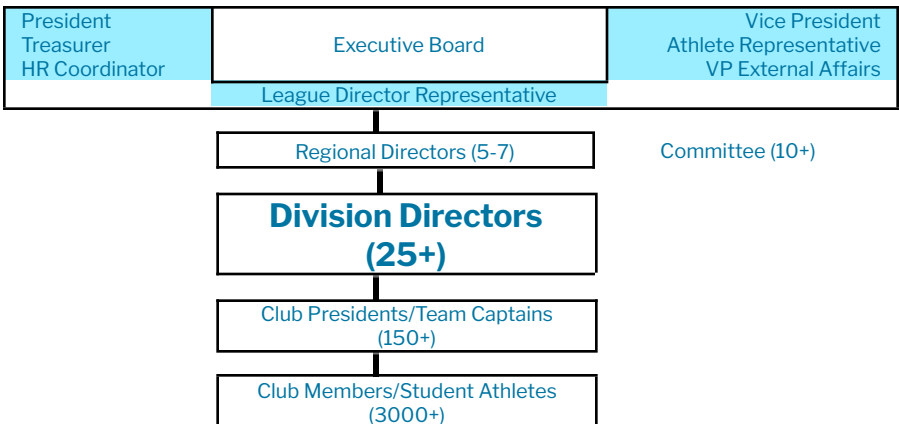 President
Treasurer
HR Coordinator
Executive Board
Vice President
Athlete Representative
VP External Affairs
League Director Representative
Regional Directors (5-7)
Committee (10+)
Division Directors
(25+)
Club Presidents/Team Captains
(150+)
Club Members/Student Athletes
(3000+)